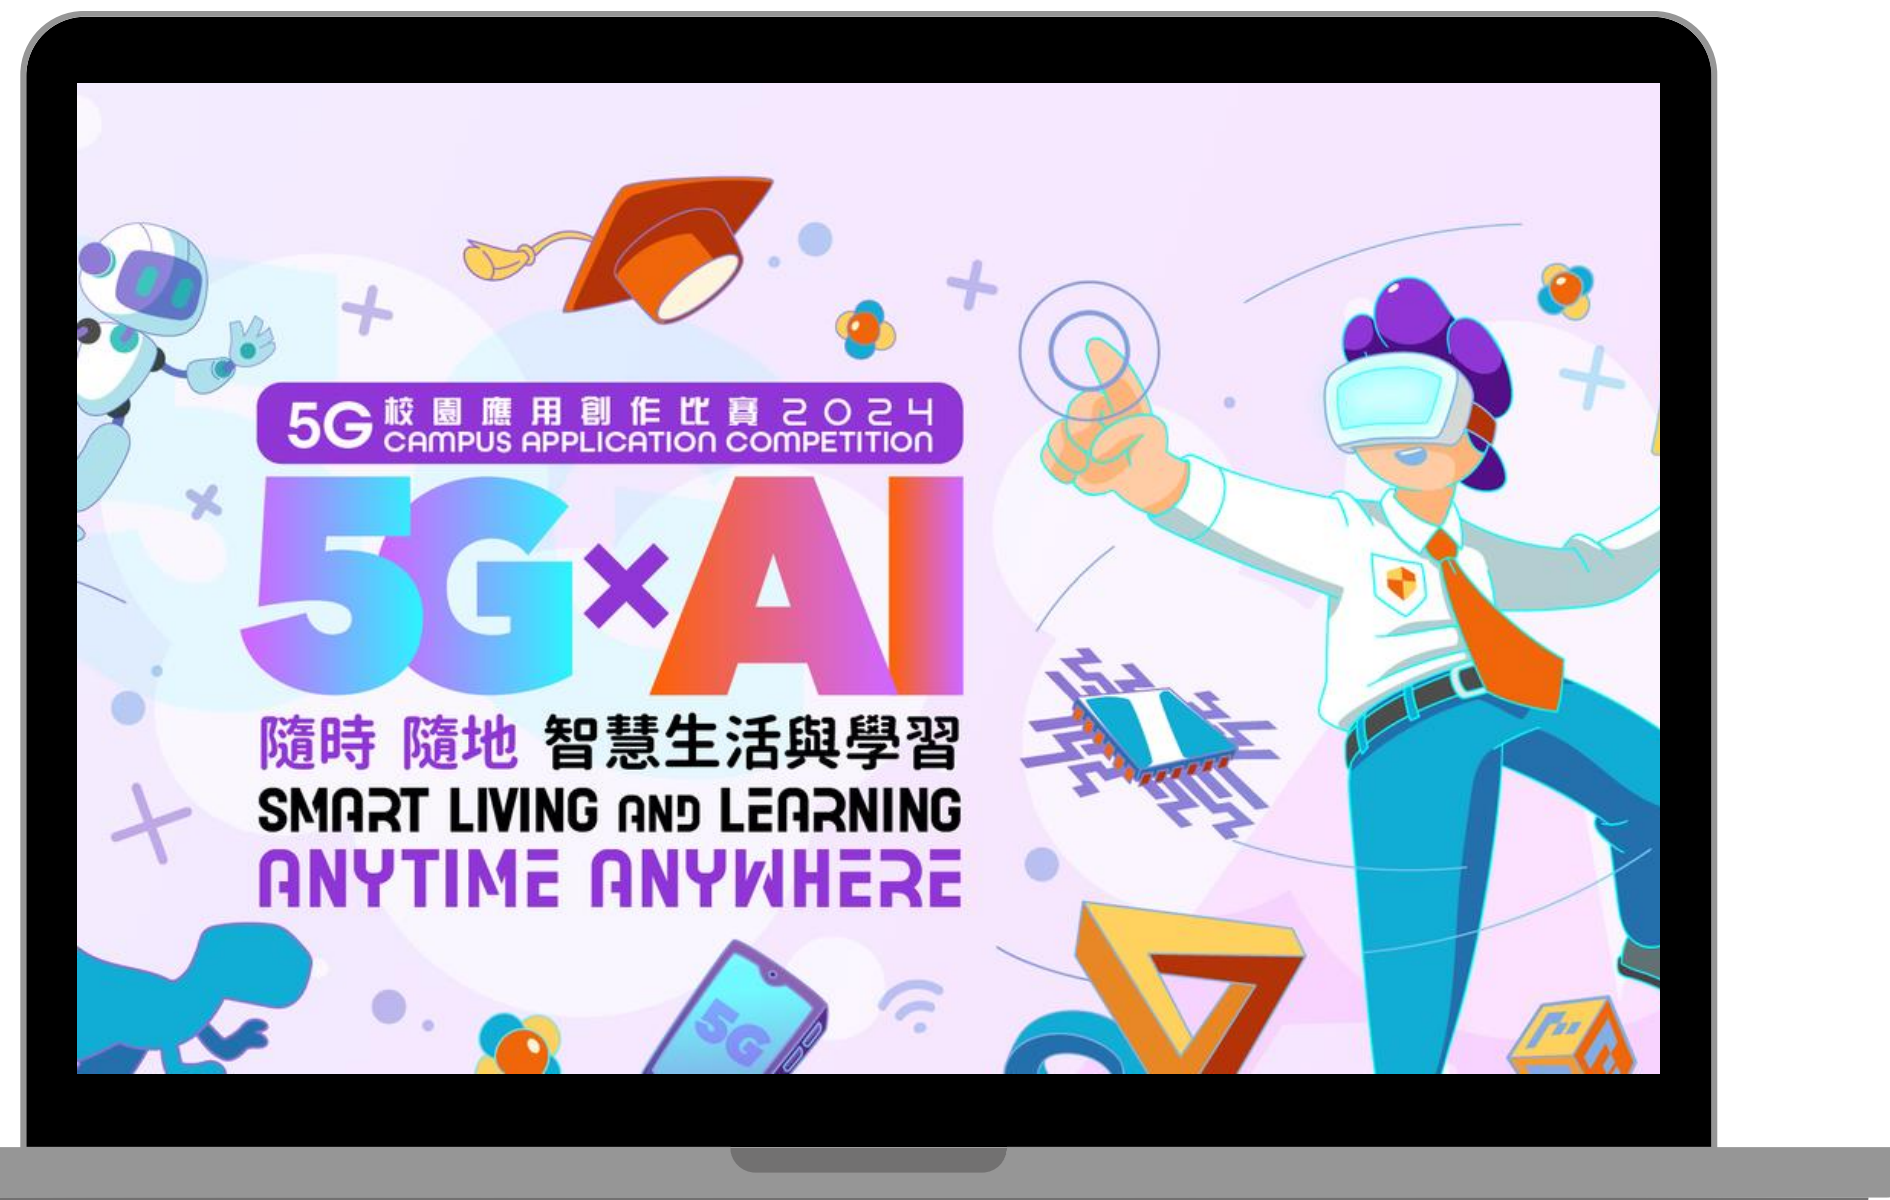 5G 校園應用創作比賽 2024
CAMPUS APPLICATION COMPETITION
5G×AI
隨時 隨地 智慧生活與學習
SMART LIVING AND LEARNING
ANYTIME ANYWHERE
5G